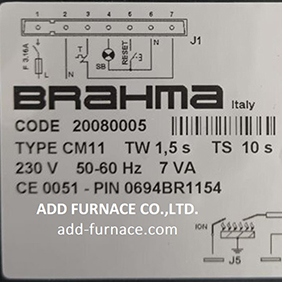 1 2 3 4 5 6 7
J1
F. 3.16A
T
SB
RESET
L
BRAHMA Italy
CODE 20080005
TYPE CM11 TW 1,5 s TS 10 s
230 V 50-60 Hz 7 VA
CE 0051 - PIN 0694BR1154
ADD FURNACE CO.,LTD.
add-furnace.com
ION
J5